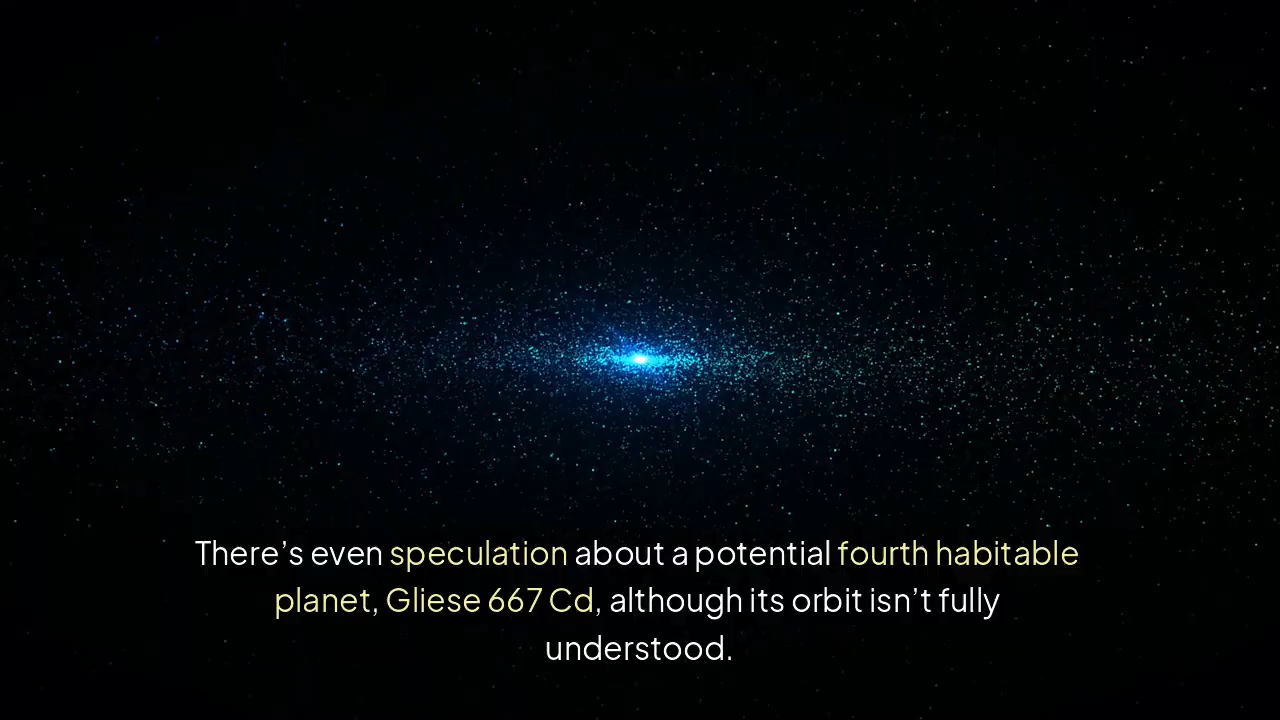 There’s even speculation about a potential fourth habitable
planet, Gliese 667 Cd, although its orbit isn’t fully
understood.